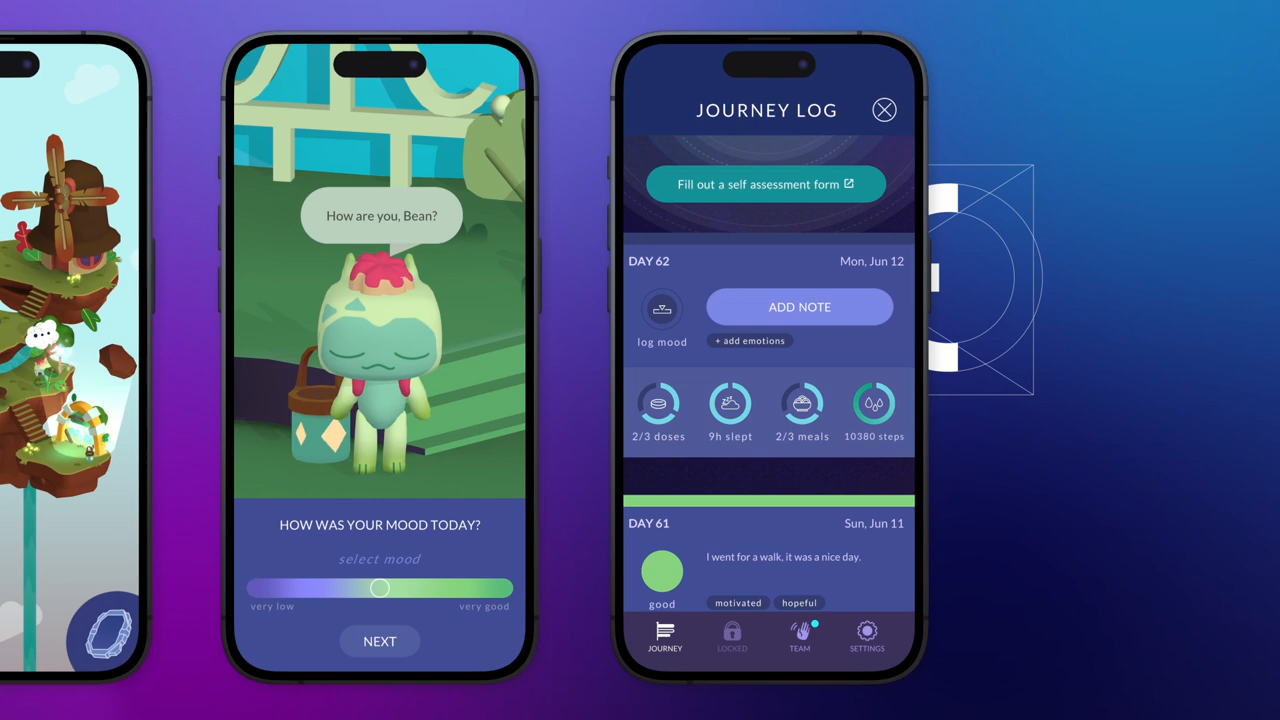 How are you, Bean?
HOW WAS YOUR MOOD TODAY?
select mood
very low
very good
NEXT
JOURNEY LOG
Fill out a self assessment form
DAY 62
Mon, Jun 12
ADD NOTE
log mood
+ add emotions
2/3 doses
9h slept
2/3 meals
10380 steps
DAY 61
Sun, Jun 11
I went for a walk, it was a nice day.
good
motivated
hopeful
JOURNEY
LOCKED
TEAM
SETTINGS